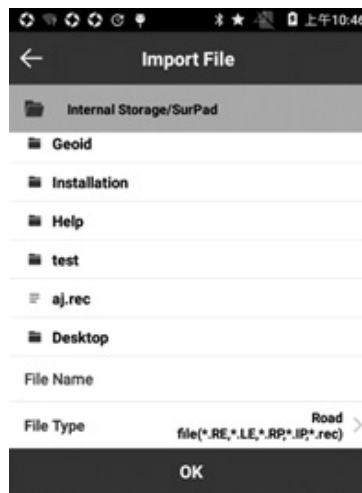 上午10:46
Import File
Internal Storage/SurPad
Geoid
Installation
Help
test
aj.rec
Desktop
File Name
File Type
Road
file(*.RE,*.LE,*.RP,*.IP,*.rec)
OK